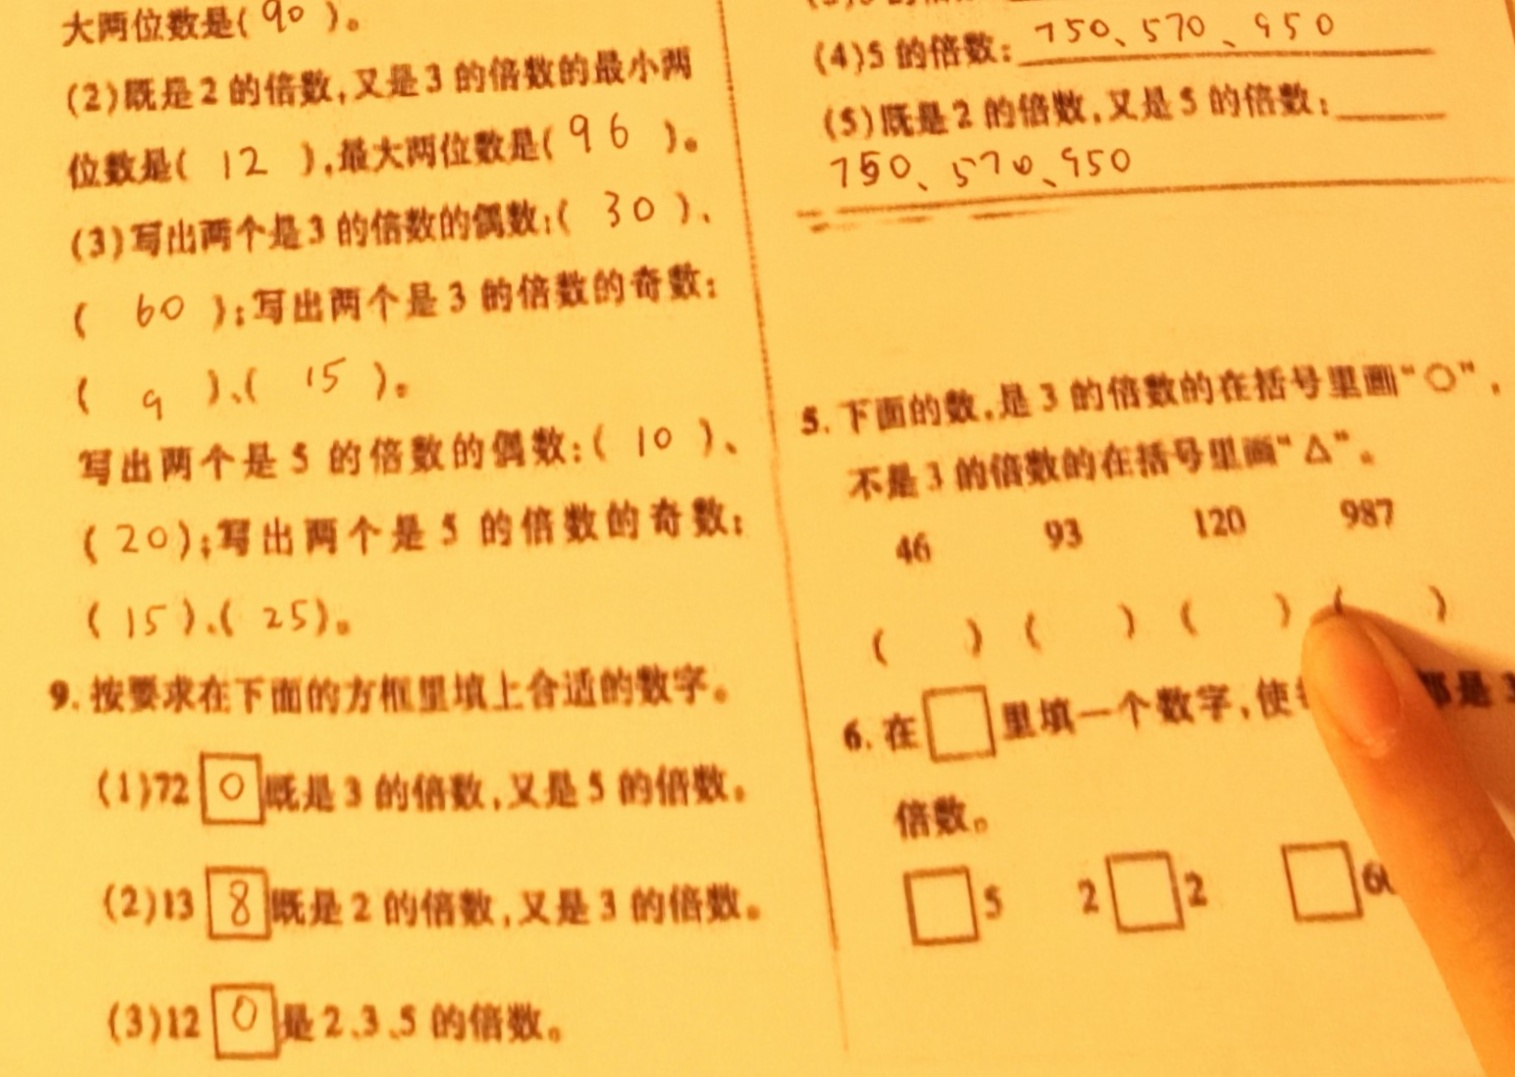 大两位数是( 90 )。
(2)既是2的倍数,又是3的倍数的最小两
位数是( 12 ),最大两位数是( 96 )。
(3)写出两个是3的倍数的偶数:( 30 )、
( 60 );写出两个是3的倍数的奇数:
( 9 )、( 15 )。
写出两个是5的倍数的偶数:( 10 )、
(20);写出两个是5的倍数的奇数:
(15)、(25)。
9. 按要求在下面的方框里填上合适的数字。
(1)72 0 既是3的倍数,又是5的倍数。
(2)13 8 既是2的倍数,又是3的倍数。
(3)12 0 是2、3、5的倍数。
(4)5的倍数: 750、570、950
(5)既是2的倍数,又是5的倍数:
750、570、950
5. 下面的数,是3的倍数的在括号里画“○”,
不是3的倍数的在括号里画“△”。
46 93 120 987
( ) ( ) ( ) ( )
6. 在□里填一个数字,使 是3
倍数。
□5 2□2 □6